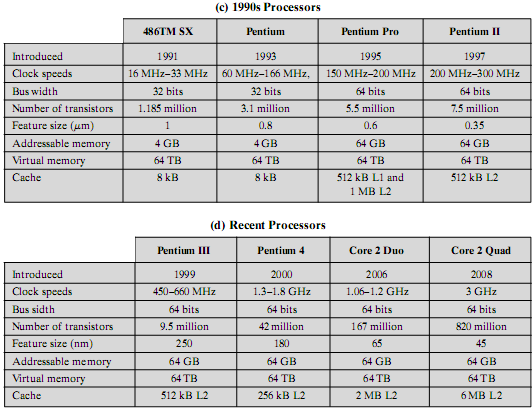 (c) 1990s Processors
486TM SX Pentium Pentium Pro Pentium II
Introduced 1991 1993 1995 1997
Clock speeds 16 MHz–33 MHz 60 MHz–166 MHz, 150 MHz–200 MHz 200 MHz–300 MHz
Bus width 32 bits 32 bits 64 bits 64 bits
Number of transistors 1.185 million 3.1 million 5.5 million 7.5 million
Feature size (μm) 1 0.8 0.6 0.35
Addressable memory 4 GB 4 GB 64 GB 64 GB
Virtual memory 64 TB 64 TB 64 TB 64 TB
Cache 8 kB 8 kB 512 kB L1 and 512 kB L2
1 MB L2
(d) Recent Processors
Pentium III Pentium 4 Core 2 Duo Core 2 Quad
Introduced 1999 2000 2006 2008
Clock speeds 450–660 MHz 1.3–1.8 GHz 1.06–1.2 GHz 3 GHz
Bus sidth 64 bits 64 bits 64 bits 64 bits
Number of transistors 9.5 million 42 million 167 million 820 million
Feature size (nm) 250 180 65 45
Addressable memory 64 GB 64 GB 64 GB 64 GB
Virtual memory 64 TB 64 TB 64 TB 64 TB
Cache 512 kB L2 256 kB L2 2 MB L2 6 MB L2